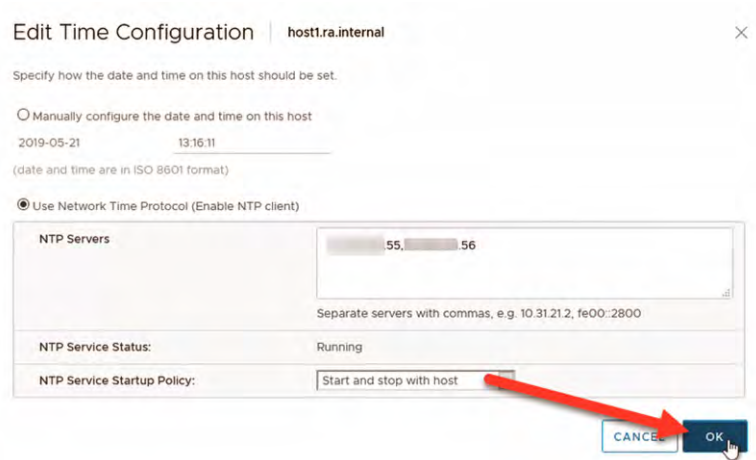 Edit Time Configuration host1.ra.internal
Specify how the date and time on this host should be set.
Manually configure the date and time on this host
2019-05-21 13:16:11
(date and time are in ISO 8601 format)
Use Network Time Protocol (Enable NTP client)
NTP Servers .55, .56
Separate servers with commas, e.g. 10.31.21.2, fe00::2800
NTP Service Status: Running
NTP Service Startup Policy: Start and stop with host
CANCEL OK